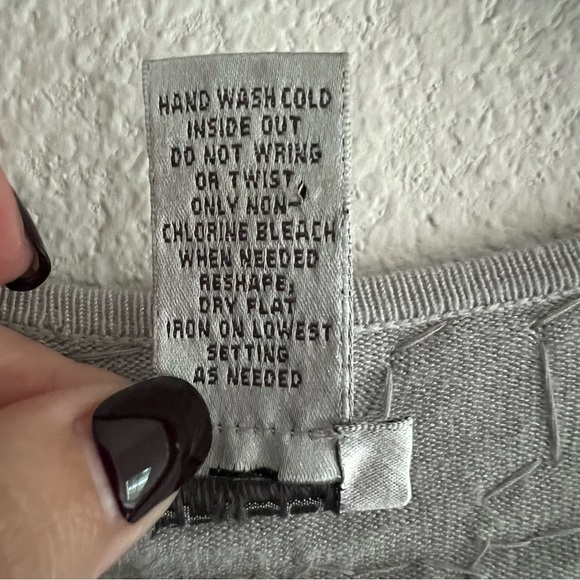 HAND WASH COLD
INSIDE OUT
DO NOT WRING
OR TWIST,
ONLY NON-
CHLORINE BLEACH
WHEN NEEDED
RESHAPE,
DRY FLAT
IRON ON LOWEST
SETTING
AS NEEDED